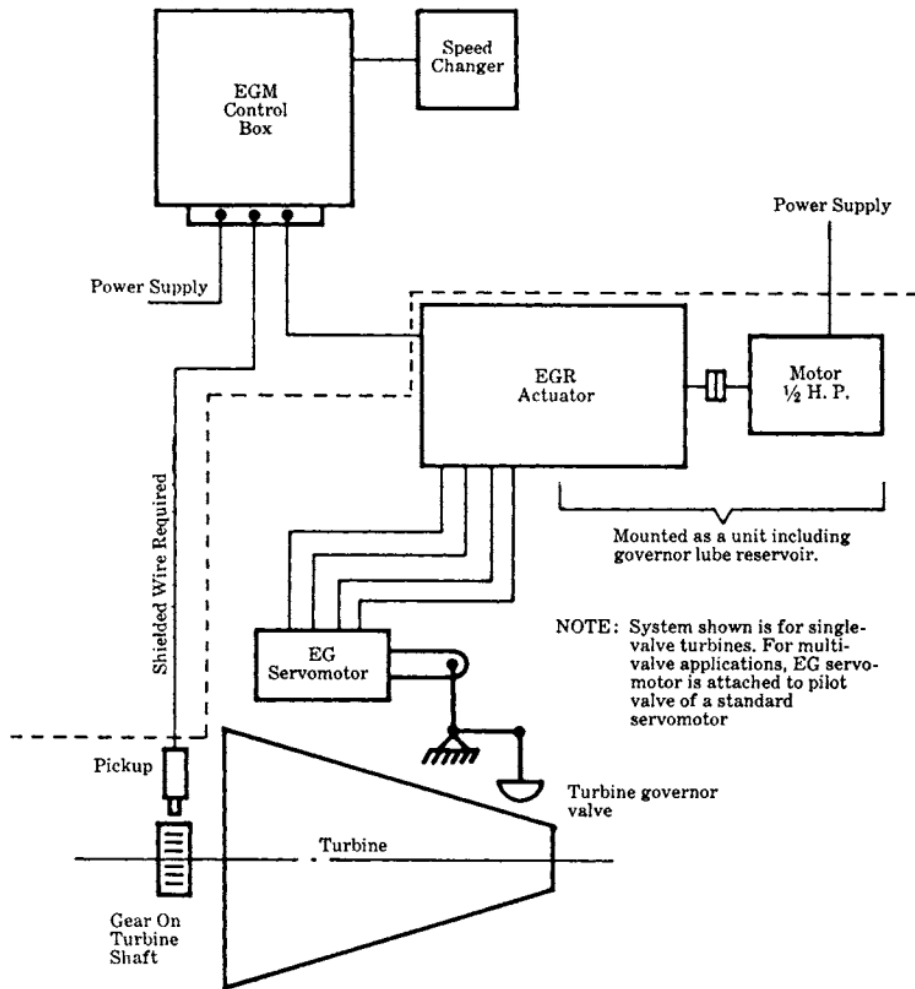 Speed
Changer
EGM
Control
Box
Power Supply
Power Supply
EGR
Actuator
Motor
½ H. P.
Shielded Wire Required
Mounted as a unit including
governor lube reservoir.
EG
Servomotor
NOTE: System shown is for single-
valve turbines. For multi-
valve applications, EG servo-
motor is attached to pilot
valve of a standard
servomotor
Pickup
Turbine governor
valve
Turbine
Gear On
Turbine
Shaft